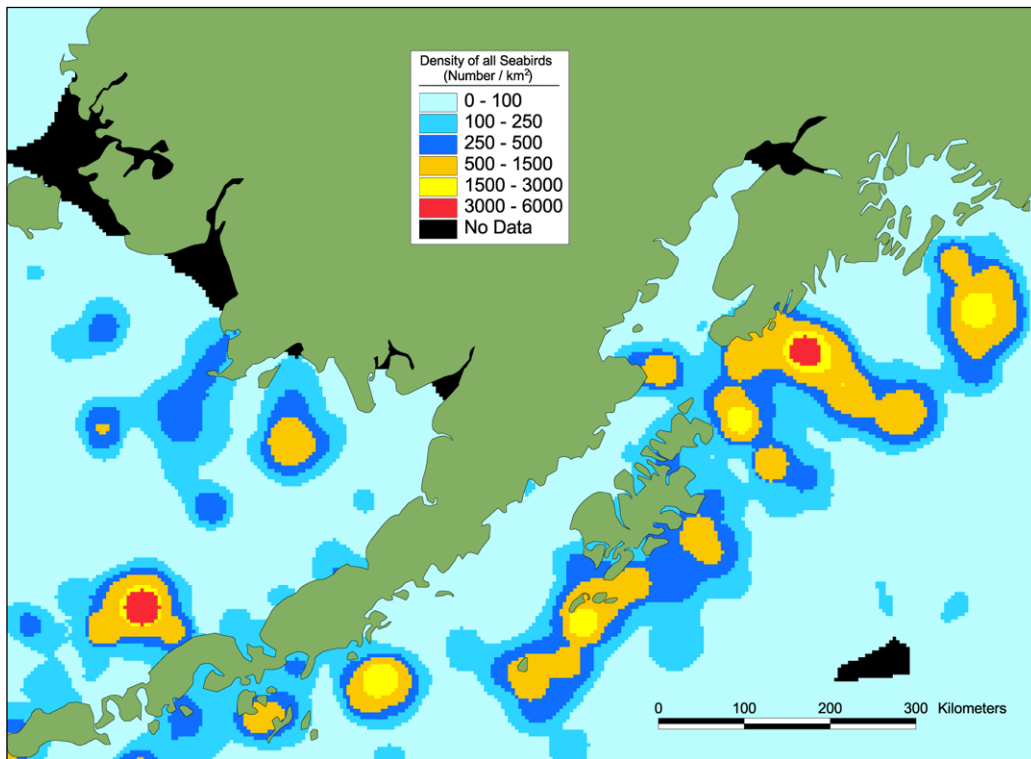 Density of all Seabirds
(Number / km²)
0 - 100
100 - 250
250 - 500
500 - 1500
1500 - 3000
3000 - 6000
No Data
0 100 200 300 Kilometers